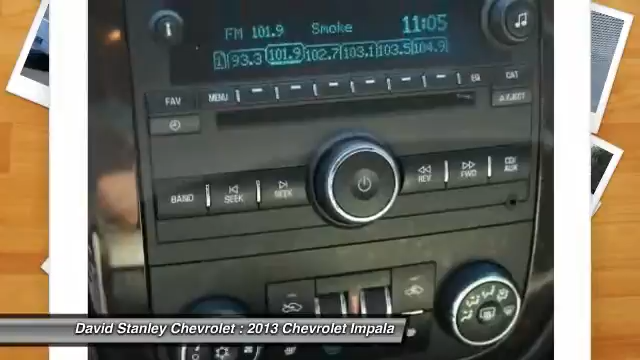 FM 101.9 Smoke 11:05
1 93.3 101.9 102.7 103.1 103.5 104.9
FAV MENU EQ CAT
EJECT
BAND SEEK SEEK REV FWD CD/AUX
David Stanley Chevrolet : 2013 Chevrolet Impala